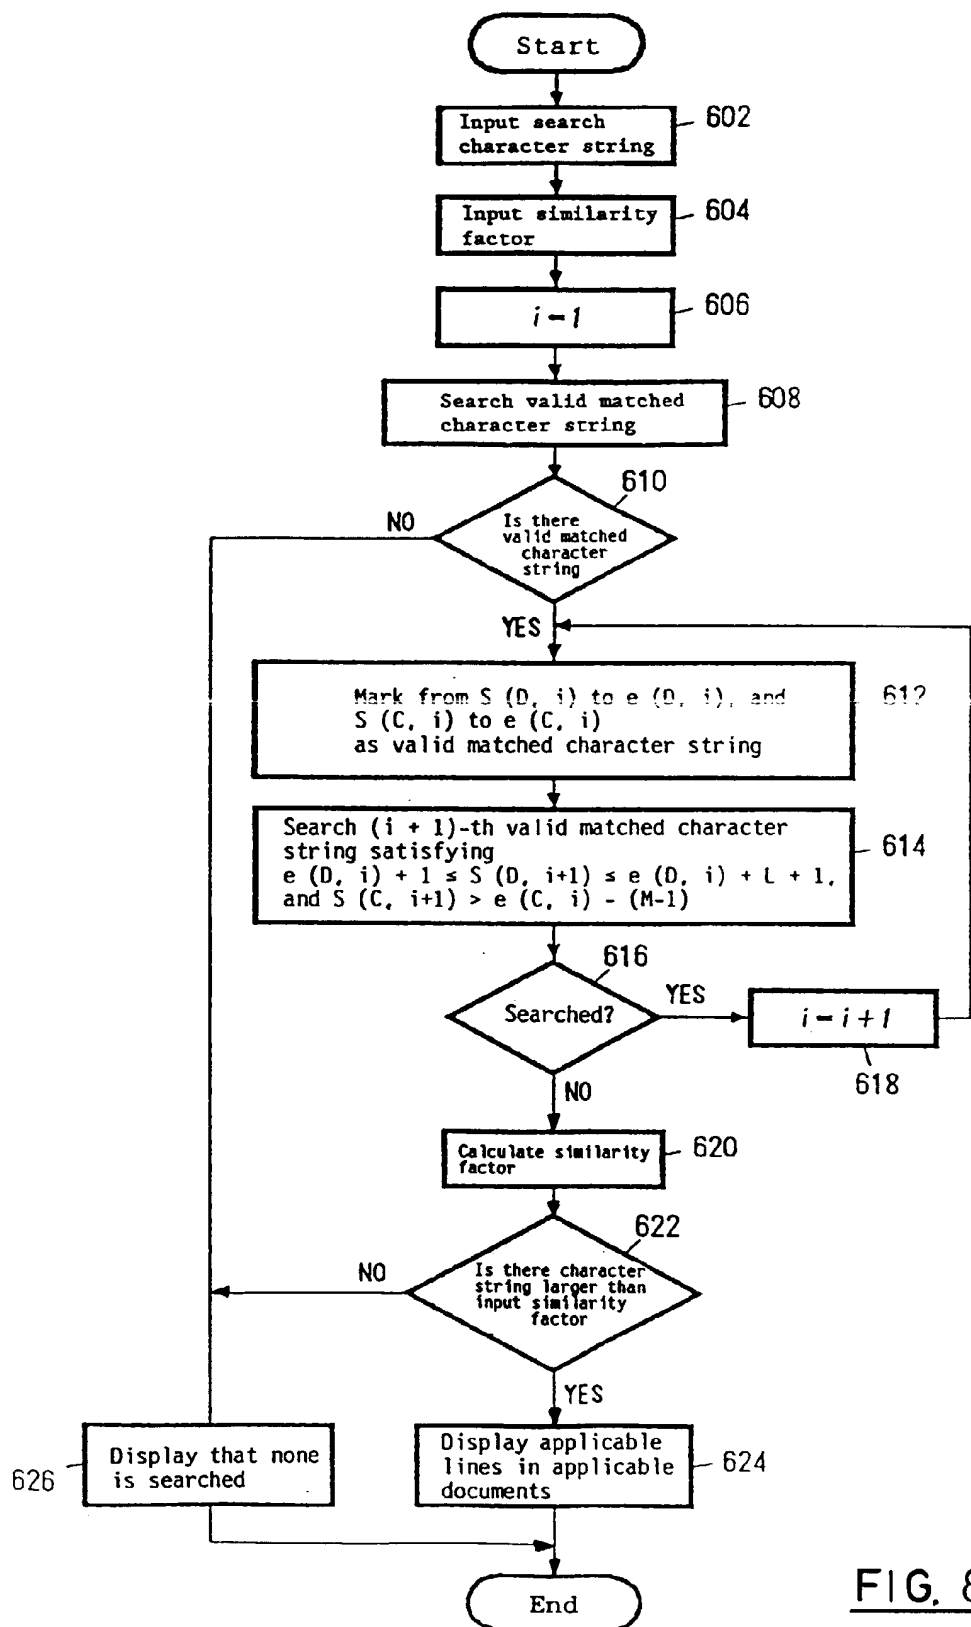 Start
Input search
character string
602
Input similarity
factor
604
i = 1
606
Search valid matched
character string
608
610
Is there
valid matched
character
string
NO
YES
Mark from S (D, i) to e (D, i), and
S (C, i) to e (C, i)
as valid matched character string
612
Search (i + 1)-th valid matched character
string satisfying
e (D, i) + 1 ≤ S (D, i+1) ≤ e (D, i) + L + 1,
and S (C, i+1) > e (C, i) - (M-1)
614
616
Searched?
YES
i = i + 1
618
NO
Calculate similarity
factor
620
622
Is there character
string larger than
input similarity
factor
NO
YES
Display that none
is searched
626
Display applicable
lines in applicable
documents
624
End
FIG. 8